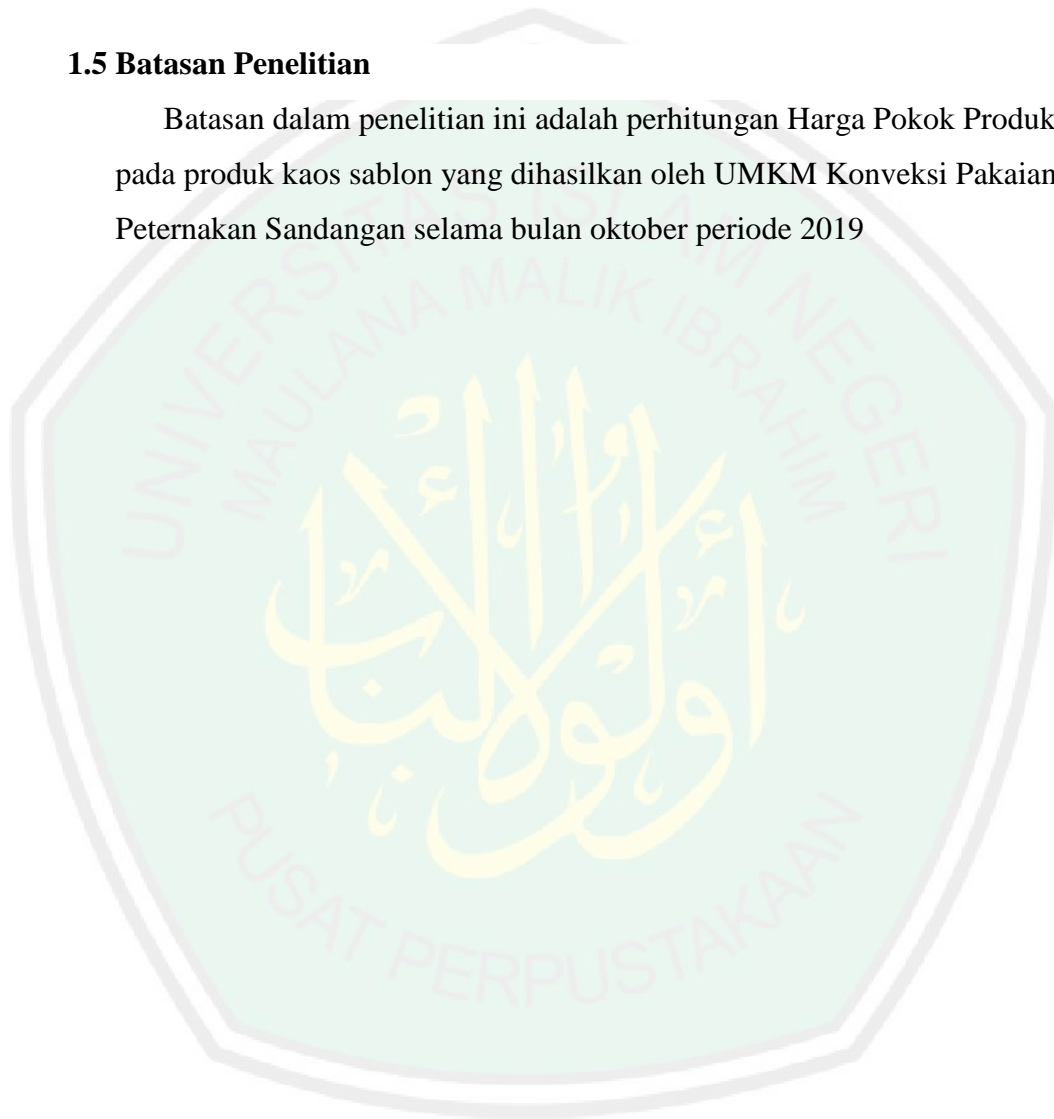 1.5 Batasan Penelitian
Batasan dalam penelitian ini adalah perhitungan Harga Pokok Produk
pada produk kaos sablon yang dihasilkan oleh UMKM Konveksi Pakaian
Peternakan Sandangan selama bulan oktober periode 2019
UNIVERSITAS ISLAM NEGERI
MAULANA MALIK IBRAHIM
أولوا الألباب
PUSAT PERPUSTAKAAN